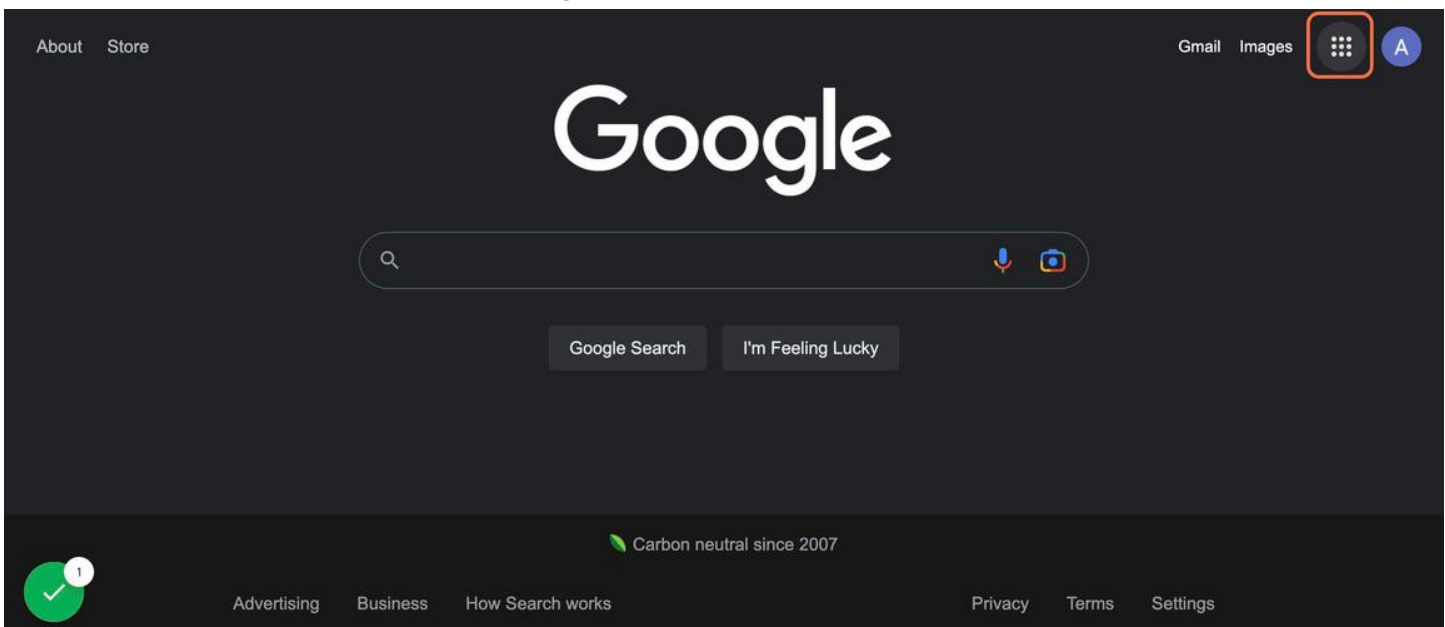 About Store Gmail Images A
Google
Google Search I'm Feeling Lucky
Carbon neutral since 2007
1
Advertising Business How Search works Privacy Terms Settings